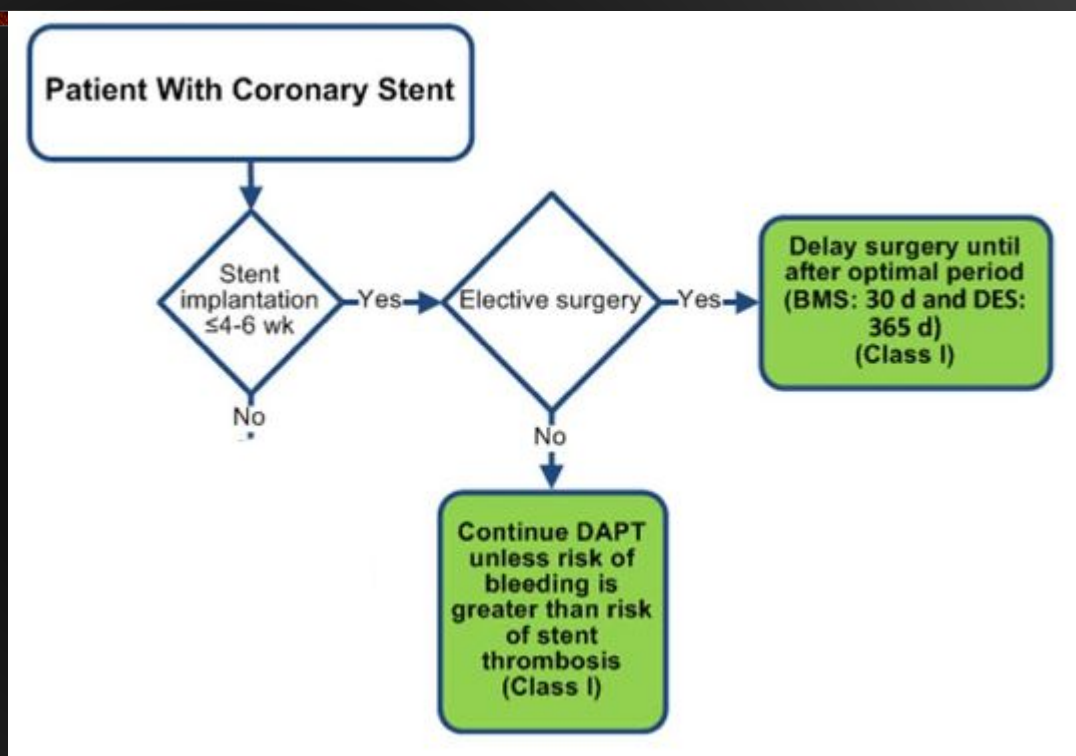 Patient With Coronary Stent
Stent
implantation
≤4-6 wk
Yes
Elective surgery
Yes
Delay surgery until
after optimal period
(BMS: 30 d and DES:
365 d)
(Class I)
No
No
Continue DAPT
unless risk of
bleeding is
greater than risk
of stent
thrombosis
(Class I)